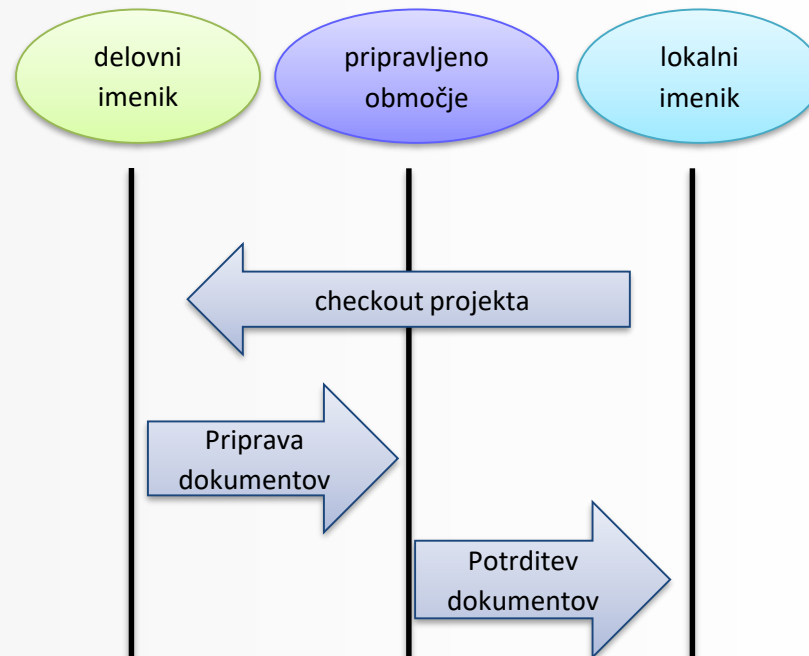 delovni
imenik
pripravljeno
območje
lokalni
imenik
checkout projekta
Priprava
dokumentov
Potrditev
dokumentov